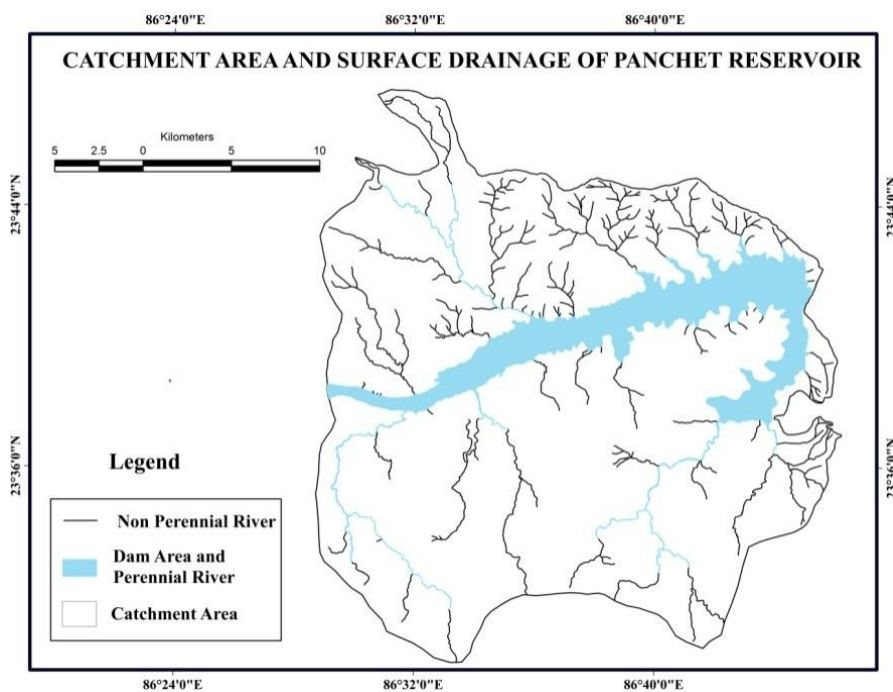 86°24'0"E 86°32'0"E 86°40'0"E
CATCHMENT AREA AND SURFACE DRAINAGE OF PANCHET RESERVOIR
Kilometers
5 2.5 0 5 10
23°44'0"N 23°44'0"N
23°36'0"N 23°36'0"N
Legend
Non Perennial River
Dam Area and
Perennial River
Catchment Area
86°24'0"E 86°32'0"E 86°40'0"E